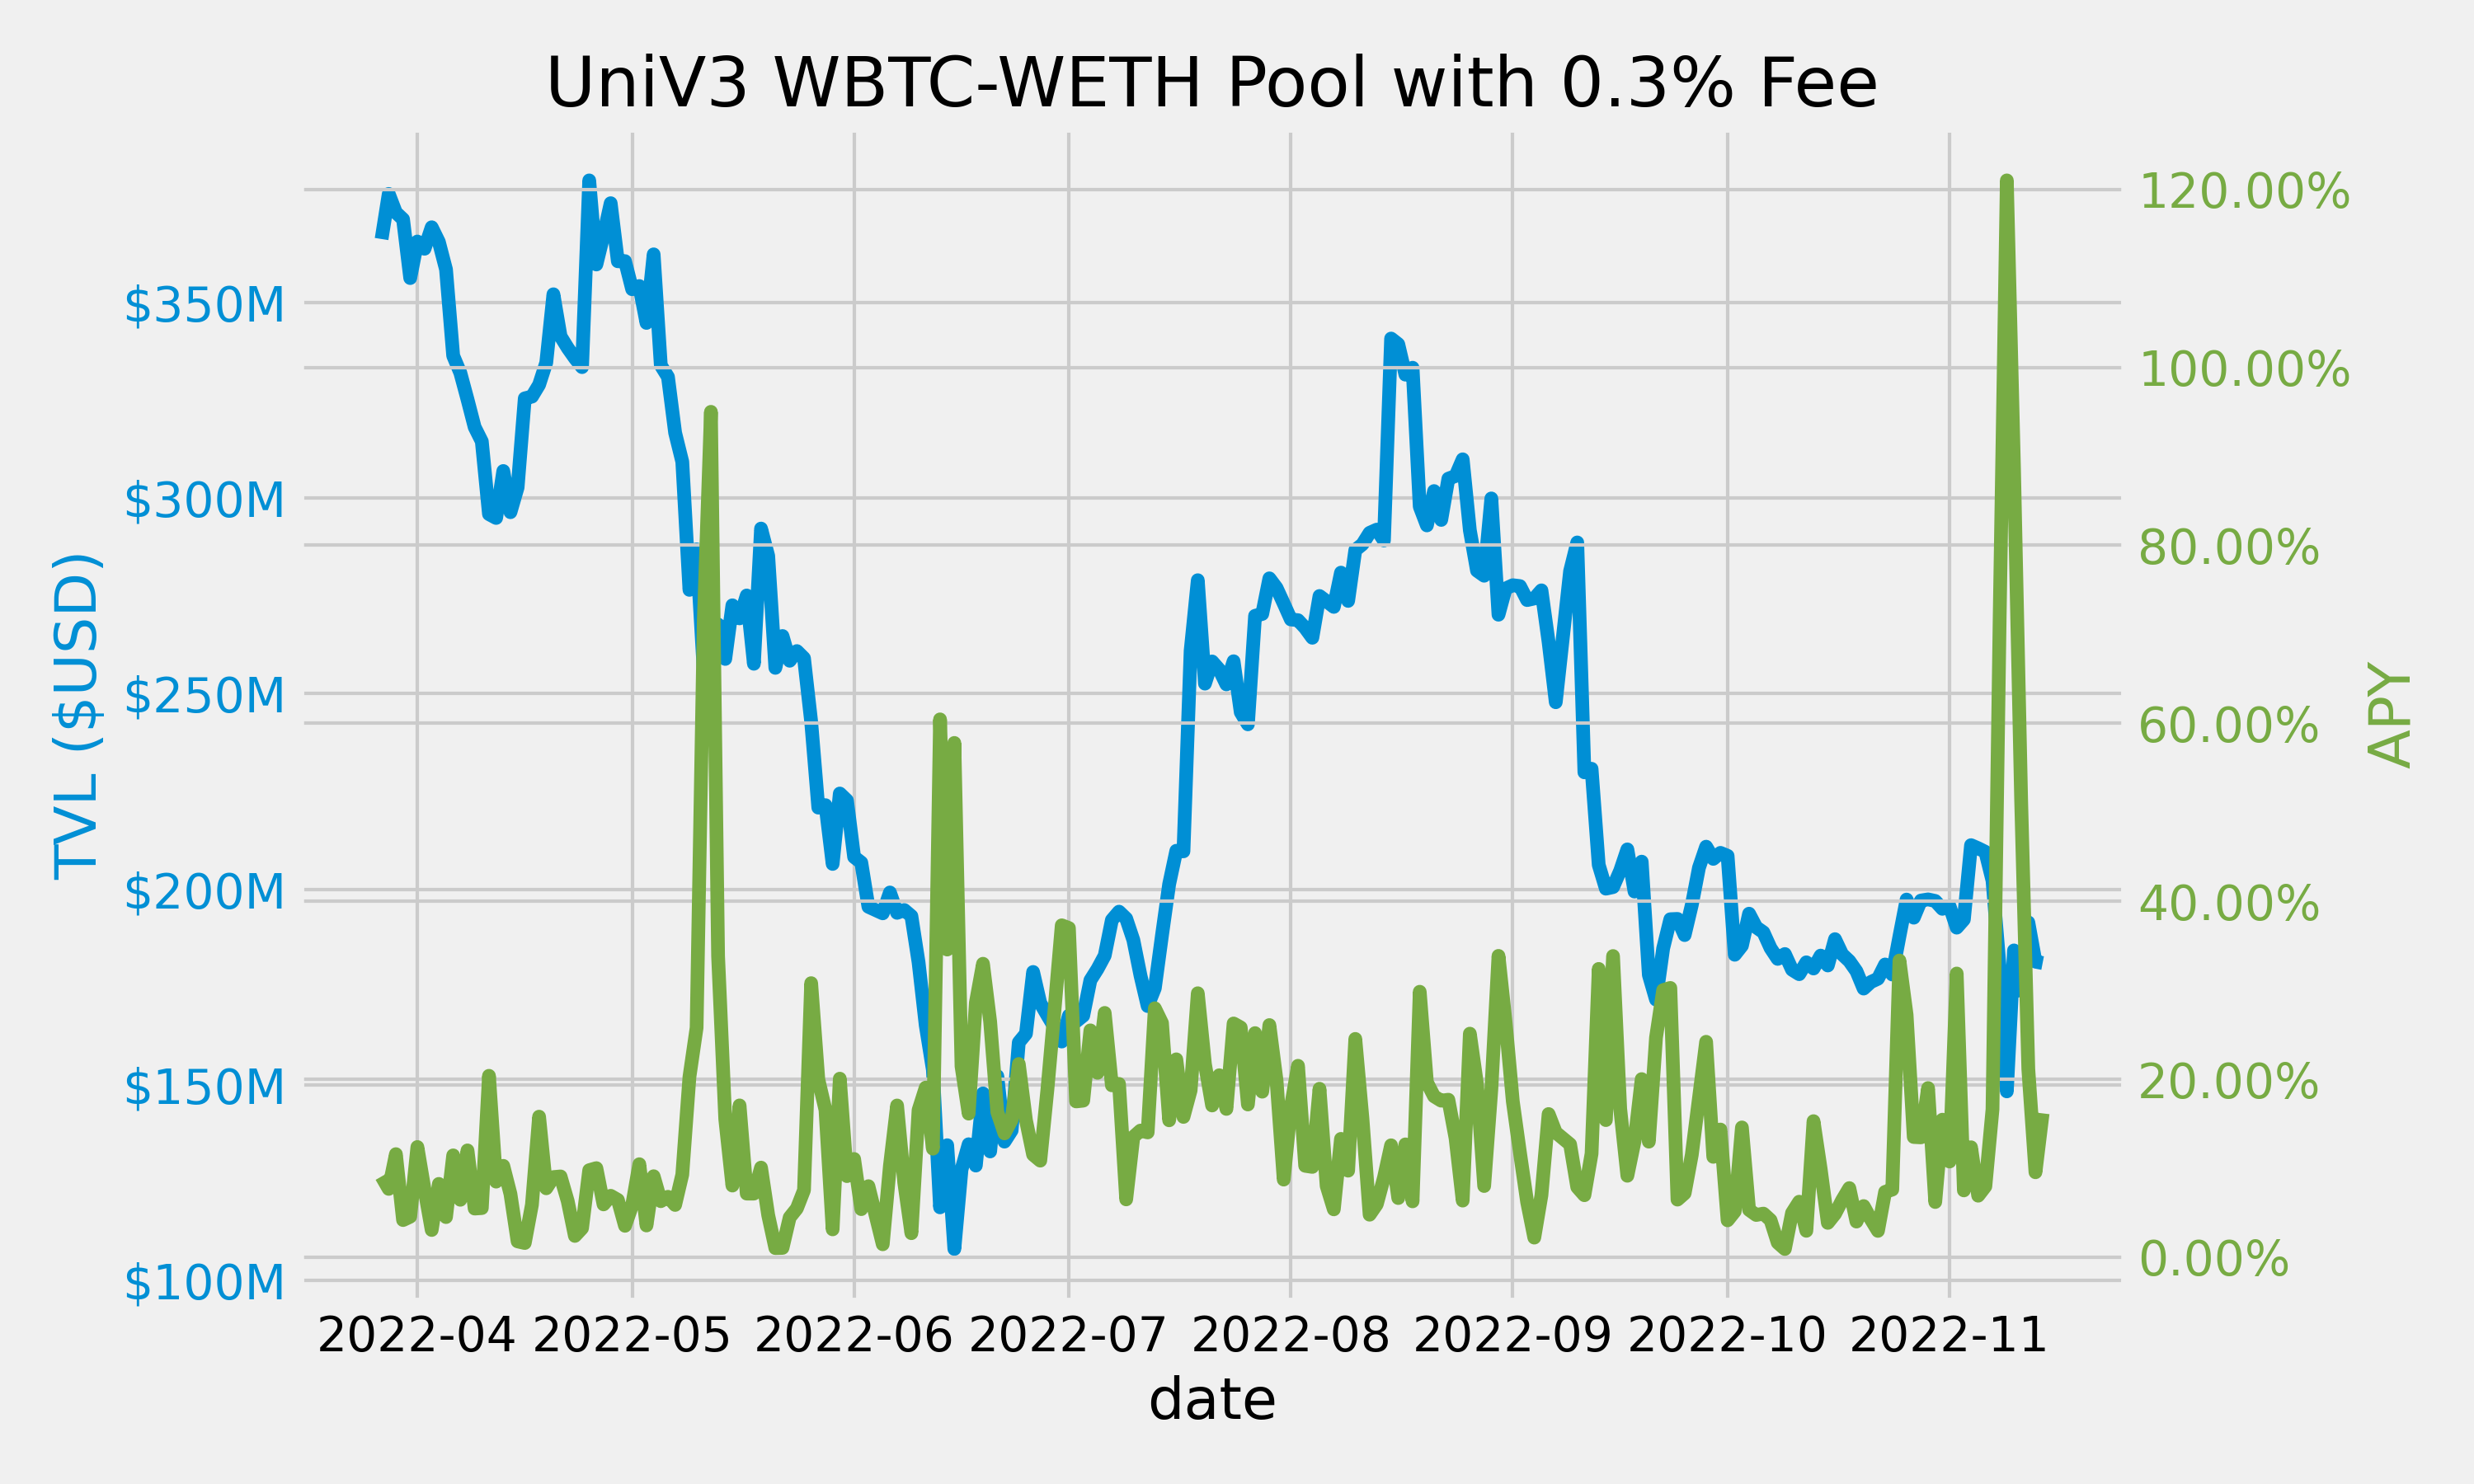 UniV3 WBTC-WETH Pool with 0.3% Fee
TVL ($USD)
$350M
$300M
$250M
$200M
$150M
$100M
120.00%
100.00%
80.00%
60.00%
40.00%
20.00%
0.00%
APY
2022-04 2022-05 2022-06 2022-07 2022-08 2022-09 2022-10 2022-11
date